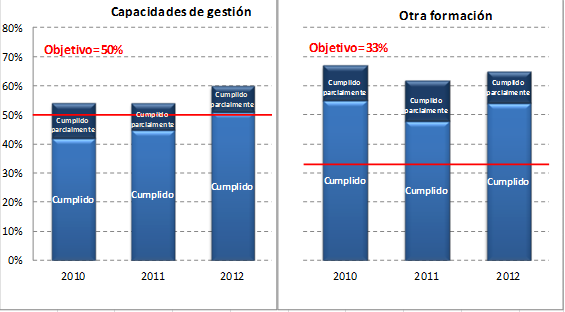 Capacidades de gestión
Otra formación
80%
70%
60%
50%
40%
30%
20%
10%
0%
Objetivo=50%
Cumplido
parcialmente
Cumplido
Cumplido
parcialmente
Cumplido
Cumplido
parcialmente
Cumplido
2010
2011
2012
Objetivo=33%
Cumplido
parcialmente
Cumplido
Cumplido
parcialmente
Cumplido
Cumplido
parcialmente
Cumplido
2010
2011
2012